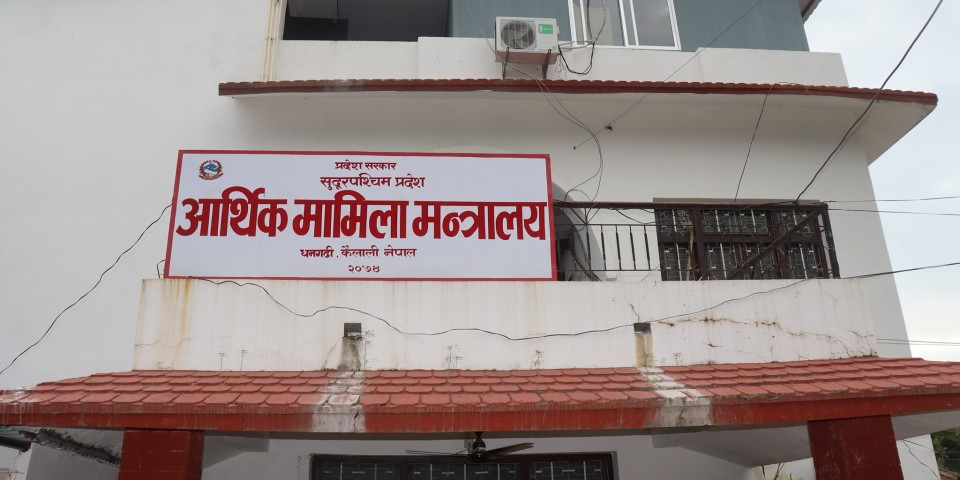 प्रदेश सरकार
सुदूरपश्चिम प्रदेश
आर्थिक मामिला मन्त्रालय
धनगढी, कैलाली नेपाल
२०७४